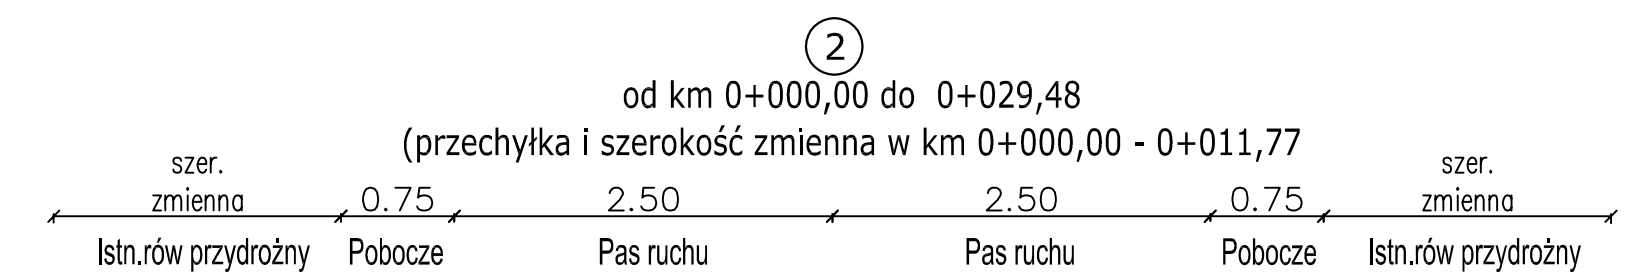 2
od km 0+000,00 do 0+029,48
(przechyłka i szerokość zmienna w km 0+000,00 - 0+011,77
szer. szer.
zmienna 0.75 2.50 2.50 0.75 zmienna
Istn.rów przydrożny Pobocze Pas ruchu Pas ruchu Pobocze Istn.rów przydrożny